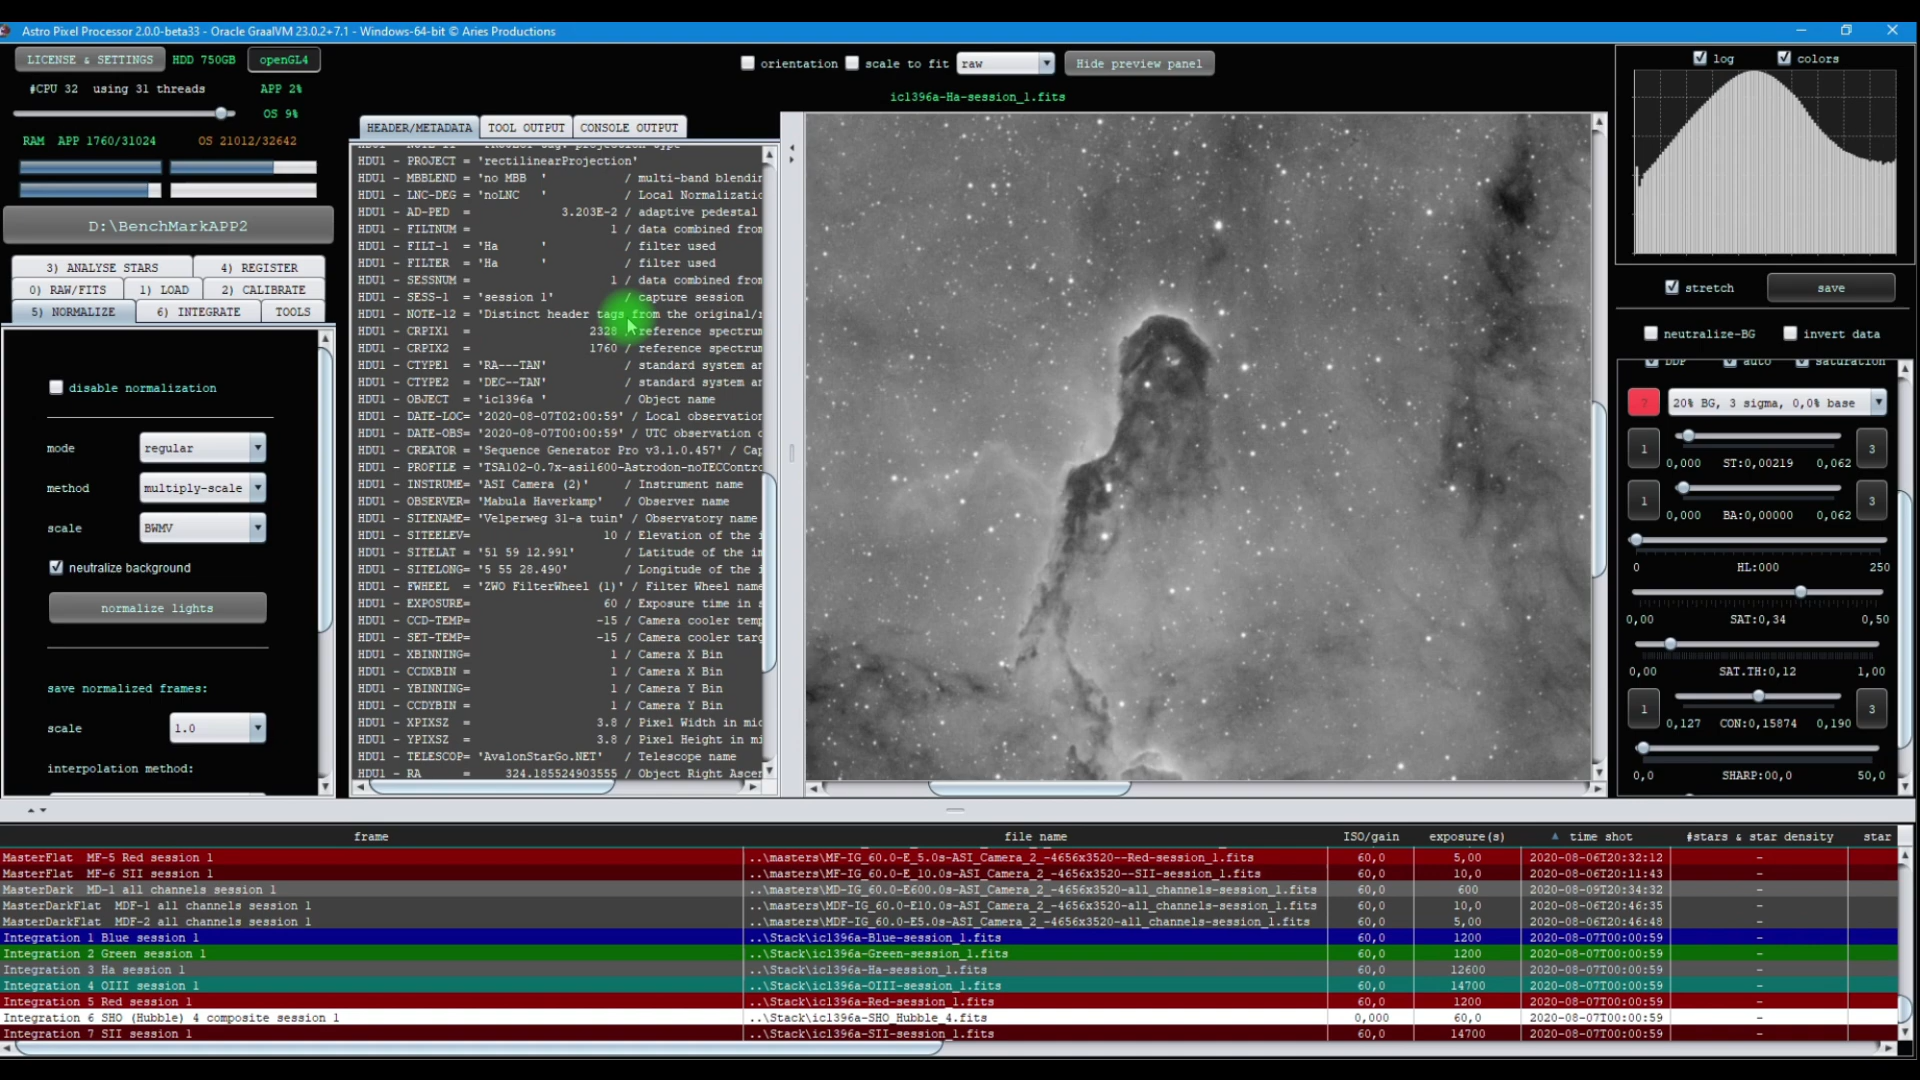 Astro Pixel Processor 2.0.0-beta33 - Oracle GraalVM 23.0.2+7.1 - Windows-64-bit © Aries Productions
LICENSE & SETTINGS HDD 750GB openGL4
#CPU 32 using 31 threads APP 2%
OS 9%
RAM APP 1760/31024 OS 21012/32642
D:\BenchMarkAPP2
3) ANALYSE STARS 4) REGISTER
0) RAW/FITS 1) LOAD 2) CALIBRATE
5) NORMALIZE 6) INTEGRATE TOOLS
disable normalization
mode regular
method multiply-scale
scale BWMV
neutralize background
normalize lights
save normalized frames:
scale 1.0
interpolation method:
orientation scale to fit raw Hide preview panel
ic1396a-Ha-session_1.fits
HEADER/METADATA TOOL OUTPUT CONSOLE OUTPUT
HDU1 - PROJECT = 'rectilinearProjection'
HDU1 - MBBLEND = 'no MBB ' / multi-band blendin
HDU1 - LNC-DEG = 'noLNC ' / Local Normalizatio
HDU1 - AD-PED = 3.203E-2 / adaptive pedestal
HDU1 - FILTNUM = 1 / data combined from
HDU1 - FILT-1 = 'Ha ' / filter used
HDU1 - FILTER = 'Ha ' / filter used
HDU1 - SESSNUM = 1 / data combined from
HDU1 - SESS-1 = 'session 1' / capture session
HDU1 - NOTE-12 = 'Distinct header tags from the original/r
HDU1 - CRPIX1 = 2328 / reference spectrum
HDU1 - CRPIX2 = 1760 / reference spectrum
HDU1 - CTYPE1 = 'RA---TAN' / standard system an
HDU1 - CTYPE2 = 'DEC--TAN' / standard system an
HDU1 - OBJECT = 'ic1396a ' / Object name
HDU1 - DATE-LOC= '2020-08-07T02:00:59' / Local observation
HDU1 - DATE-OBS= '2020-08-07T00:00:59' / UTC observation d
HDU1 - CREATOR = 'Sequence Generator Pro v3.1.0.457' / Cap
HDU1 - PROFILE = 'TSA102-0.7x-asi1600-Astrodon-noTECContro
HDU1 - INSTRUME= 'ASI Camera (2)' / Instrument name
HDU1 - OBSERVER= 'Mabula Haverkamp' / Observer name
HDU1 - SITENAME= 'Velperweg 31-a tuin' / Observatory name
HDU1 - SITEELEV= 10 / Elevation of the i
HDU1 - SITELAT = '51 59 12.991' / Latitude of the im
HDU1 - SITELONG= '5 55 28.490' / Longitude of the i
HDU1 - FWHEEL = 'ZWO FilterWheel (1)' / Filter Wheel name
HDU1 - EXPOSURE= 60 / Exposure time in s
HDU1 - CCD-TEMP= -15 / Camera cooler temp
HDU1 - SET-TEMP= -15 / Camera cooler targ
HDU1 - XBINNING= 1 / Camera X Bin
HDU1 - CCDXBIN = 1 / Camera X Bin
HDU1 - YBINNING= 1 / Camera Y Bin
HDU1 - CCDYBIN = 1 / Camera Y Bin
HDU1 - XPIXSZ = 3.8 / Pixel Width in mic
HDU1 - YPIXSZ = 3.8 / Pixel Height in mi
HDU1 - TELESCOP= 'AvalonStarGo.NET' / Telescope name
HDU1 - RA = 324.185524903555 / Object Right Ascen
log colors
stretch save
neutralize-BG invert data
DDP auto saturation
? 20% BG, 3 sigma, 0,0% base
1 3
0,000 ST:0,00219 0,062
1 3
0,000 BA:0,00000 0,062
0 HL:000 250
0,00 SAT:0,34 0,50
0,00 SAT.TH:0,12 1,00
1 3
0,127 CON:0,15874 0,190
0,0 SHARP:00,0 50,0
frame file name ISO/gain exposure(s) time shot #stars & star density star
MasterFlat MF-5 Red session 1 ..\masters\MF-IG_60.0-E_5.0s-ASI_Camera_2_-4656x3520--Red-session_1.fits 60,0 5,00 2020-08-06T20:32:12 -
MasterFlat MF-6 SII session 1 ..\masters\MF-IG_60.0-E_10.0s-ASI_Camera_2_-4656x3520--SII-session_1.fits 60,0 10,0 2020-08-06T20:11:43 -
MasterDark MD-1 all channels session 1 ..\masters\MD-IG_60.0-E600.0s-ASI_Camera_2_-4656x3520-all_channels-session_1.fits 60,0 600 2020-08-09T20:34:32 -
MasterDarkFlat MDF-1 all channels session 1 ..\masters\MDF-IG_60.0-E10.0s-ASI_Camera_2_-4656x3520-all_channels-session_1.fits 60,0 10,0 2020-08-06T20:46:35 -
MasterDarkFlat MDF-2 all channels session 1 ..\masters\MDF-IG_60.0-E5.0s-ASI_Camera_2_-4656x3520-all_channels-session_1.fits 60,0 5,00 2020-08-06T20:46:48 -
Integration 1 Blue session 1 ..\Stack\ic1396a-Blue-session_1.fits 60,0 1200 2020-08-07T00:00:59 -
Integration 2 Green session 1 ..\Stack\ic1396a-Green-session_1.fits 60,0 1200 2020-08-07T00:00:59 -
Integration 3 Ha session 1 ..\Stack\ic1396a-Ha-session_1.fits 60,0 12600 2020-08-07T00:00:59 -
Integration 4 OIII session 1 ..\Stack\ic1396a-OIII-session_1.fits 60,0 14700 2020-08-07T00:00:59 -
Integration 5 Red session 1 ..\Stack\ic1396a-Red-session_1.fits 60,0 1200 2020-08-07T00:00:59 -
Integration 6 SHO (Hubble) 4 composite session 1 ..\Stack\ic1396a-SHO_Hubble_4.fits 0,000 60,0 2020-08-07T00:00:59 -
Integration 7 SII session 1 ..\Stack\ic1396a-SII-session_1.fits 60,0 14700 2020-08-07T00:00:59 -